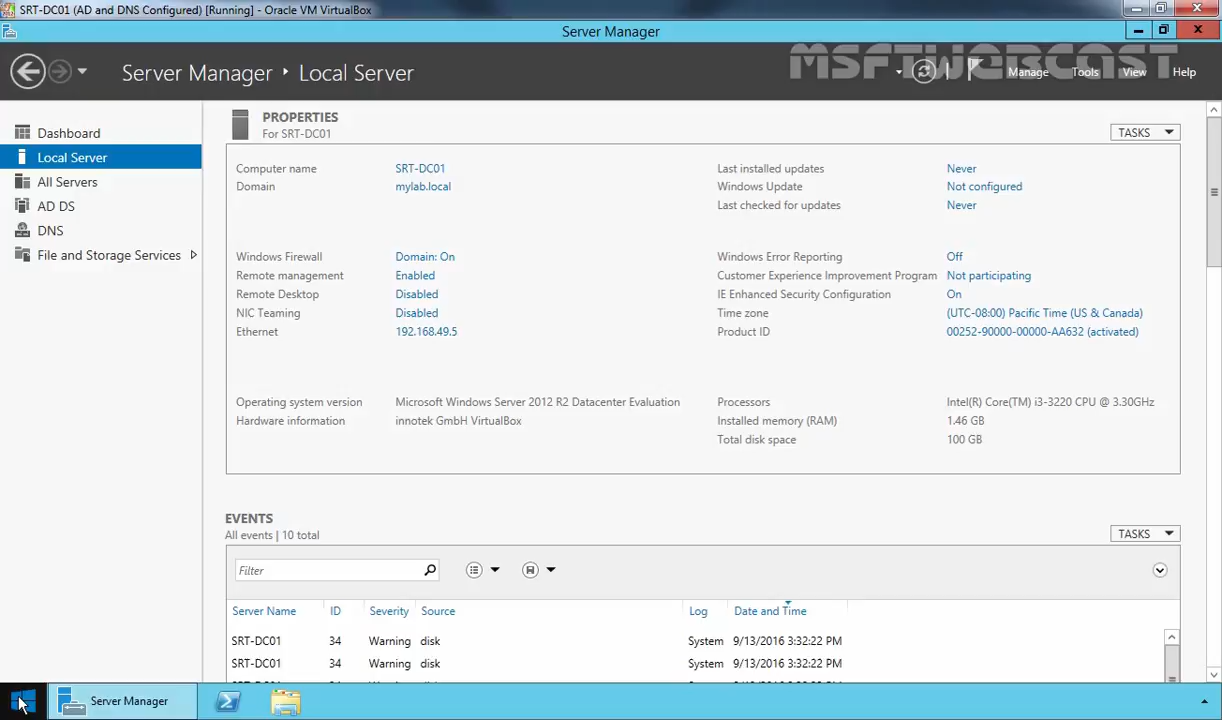 SRT-DC01 (AD and DNS Configured) [Running] - Oracle VM VirtualBox
Server Manager
Server Manager ‣ Local Server
MSFTWEBCAST
Manage Tools View Help
Dashboard
Local Server
All Servers
AD DS
DNS
File and Storage Services
PROPERTIES
For SRT-DC01
TASKS
Computer name SRT-DC01 Last installed updates Never
Domain mylab.local Windows Update Not configured
Last checked for updates Never
Windows Firewall Domain: On Windows Error Reporting Off
Remote management Enabled Customer Experience Improvement Program Not participating
Remote Desktop Disabled IE Enhanced Security Configuration On
NIC Teaming Disabled Time zone (UTC-08:00) Pacific Time (US & Canada)
Ethernet 192.168.49.5 Product ID 00252-90000-00000-AA632 (activated)
Operating system version Microsoft Windows Server 2012 R2 Datacenter Evaluation Processors Intel(R) Core(TM) i3-3220 CPU @ 3.30GHz
Hardware information innotek GmbH VirtualBox Installed memory (RAM) 1.46 GB
Total disk space 100 GB
EVENTS
All events | 10 total
TASKS
Filter
Server Name ID Severity Source Log Date and Time
SRT-DC01 34 Warning disk System 9/13/2016 3:32:22 PM
SRT-DC01 34 Warning disk System 9/13/2016 3:32:22 PM
Server Manager